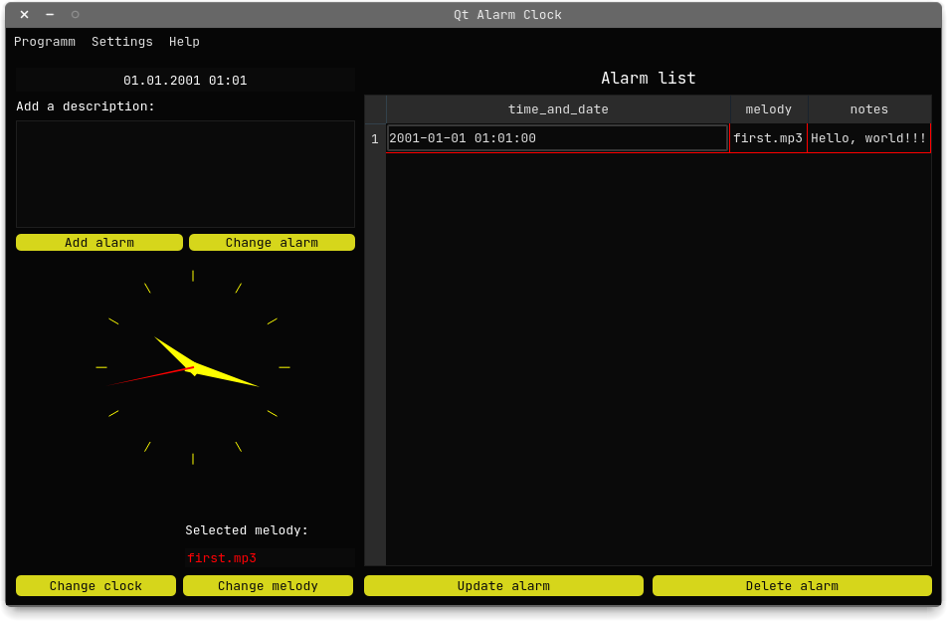 Qt Alarm Clock
Programm Settings Help
01.01.2001 01:01
Add a description:
Add alarm Change alarm
Selected melody:
first.mp3
Change clock Change melody
Alarm list
time_and_date melody notes
1 2001-01-01 01:01:00 first.mp3 Hello, world!!!
Update alarm Delete alarm